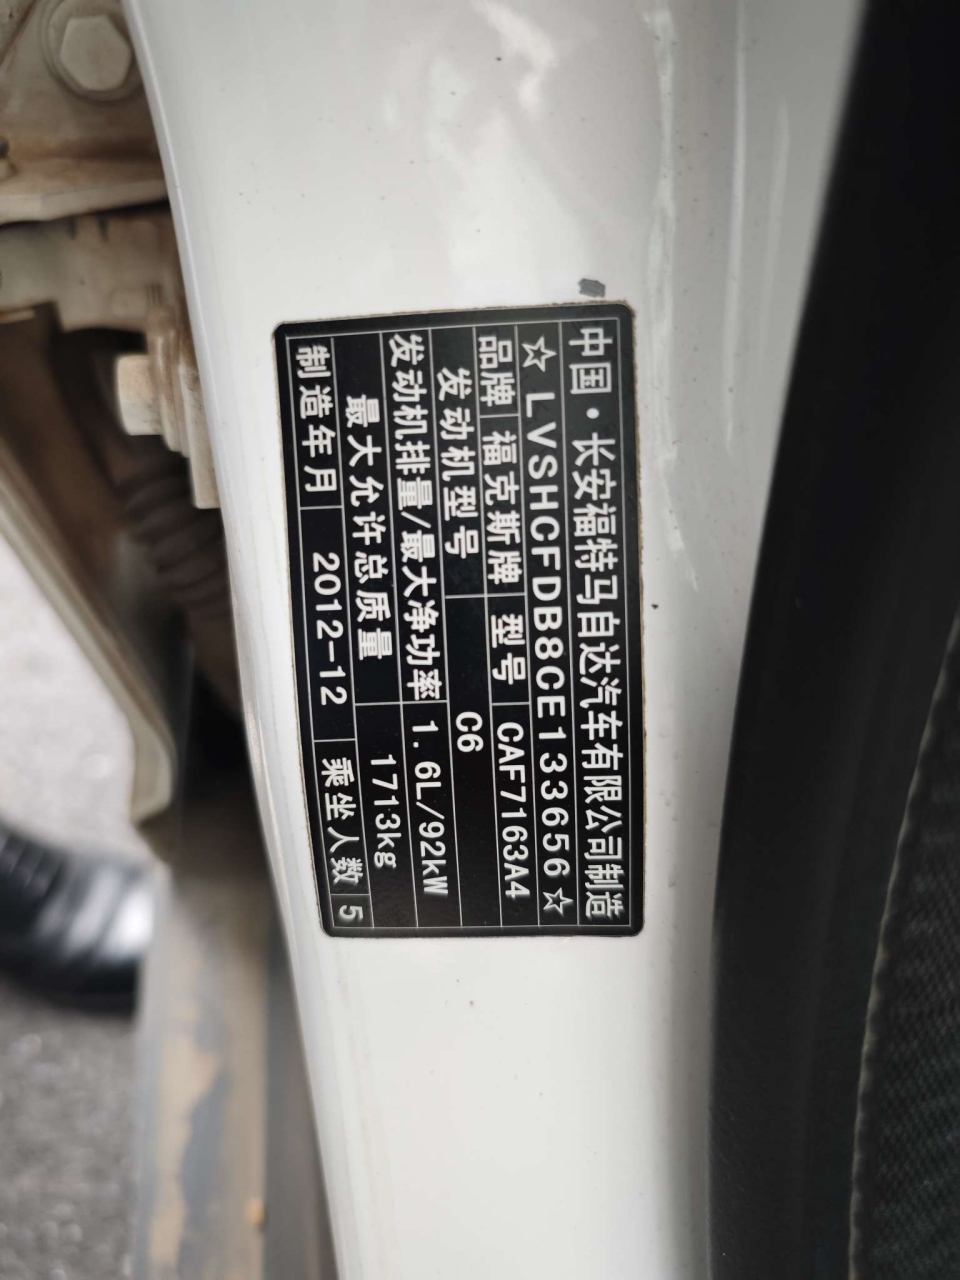 中国·长安福特马自达汽车有限公司制造
☆LVSHCFDB8CE133656☆
品牌 福克斯牌 型号 CAF7163A4
发动机型号 C6
发动机排量/最大净功率 1.6L/92kW
最大允许总质量 1713kg
制造年月 2012-12 乘坐人数 5